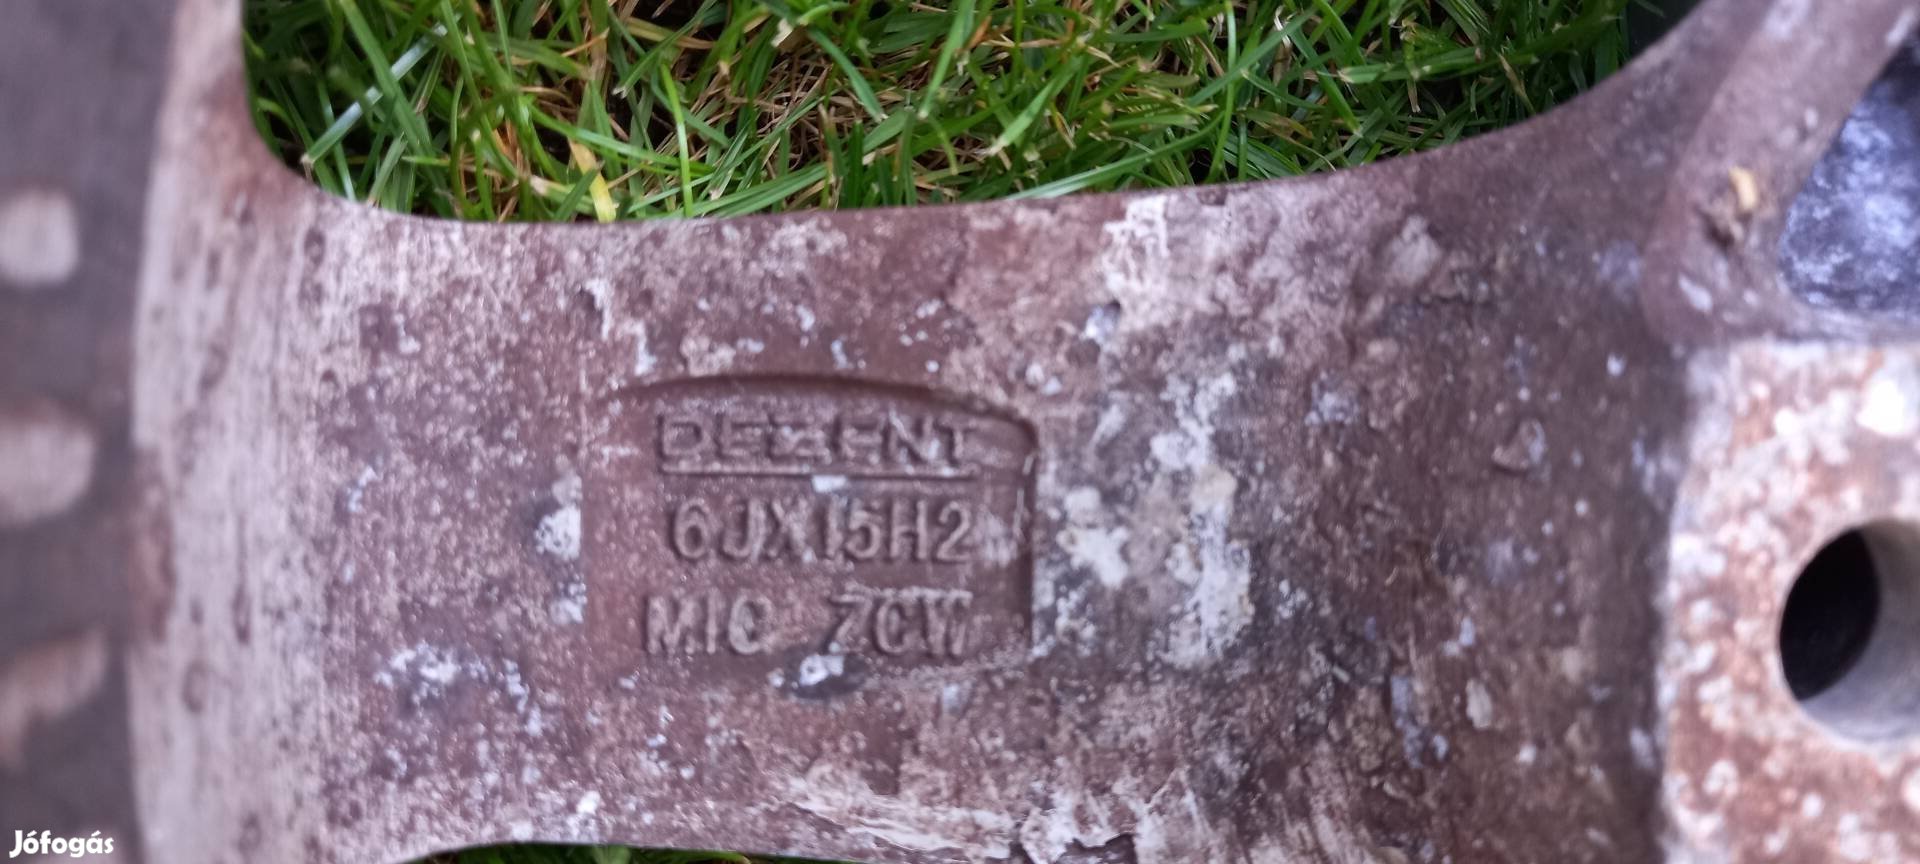 DEZENT
6JX15H2
MIC ZCW
Jófogás